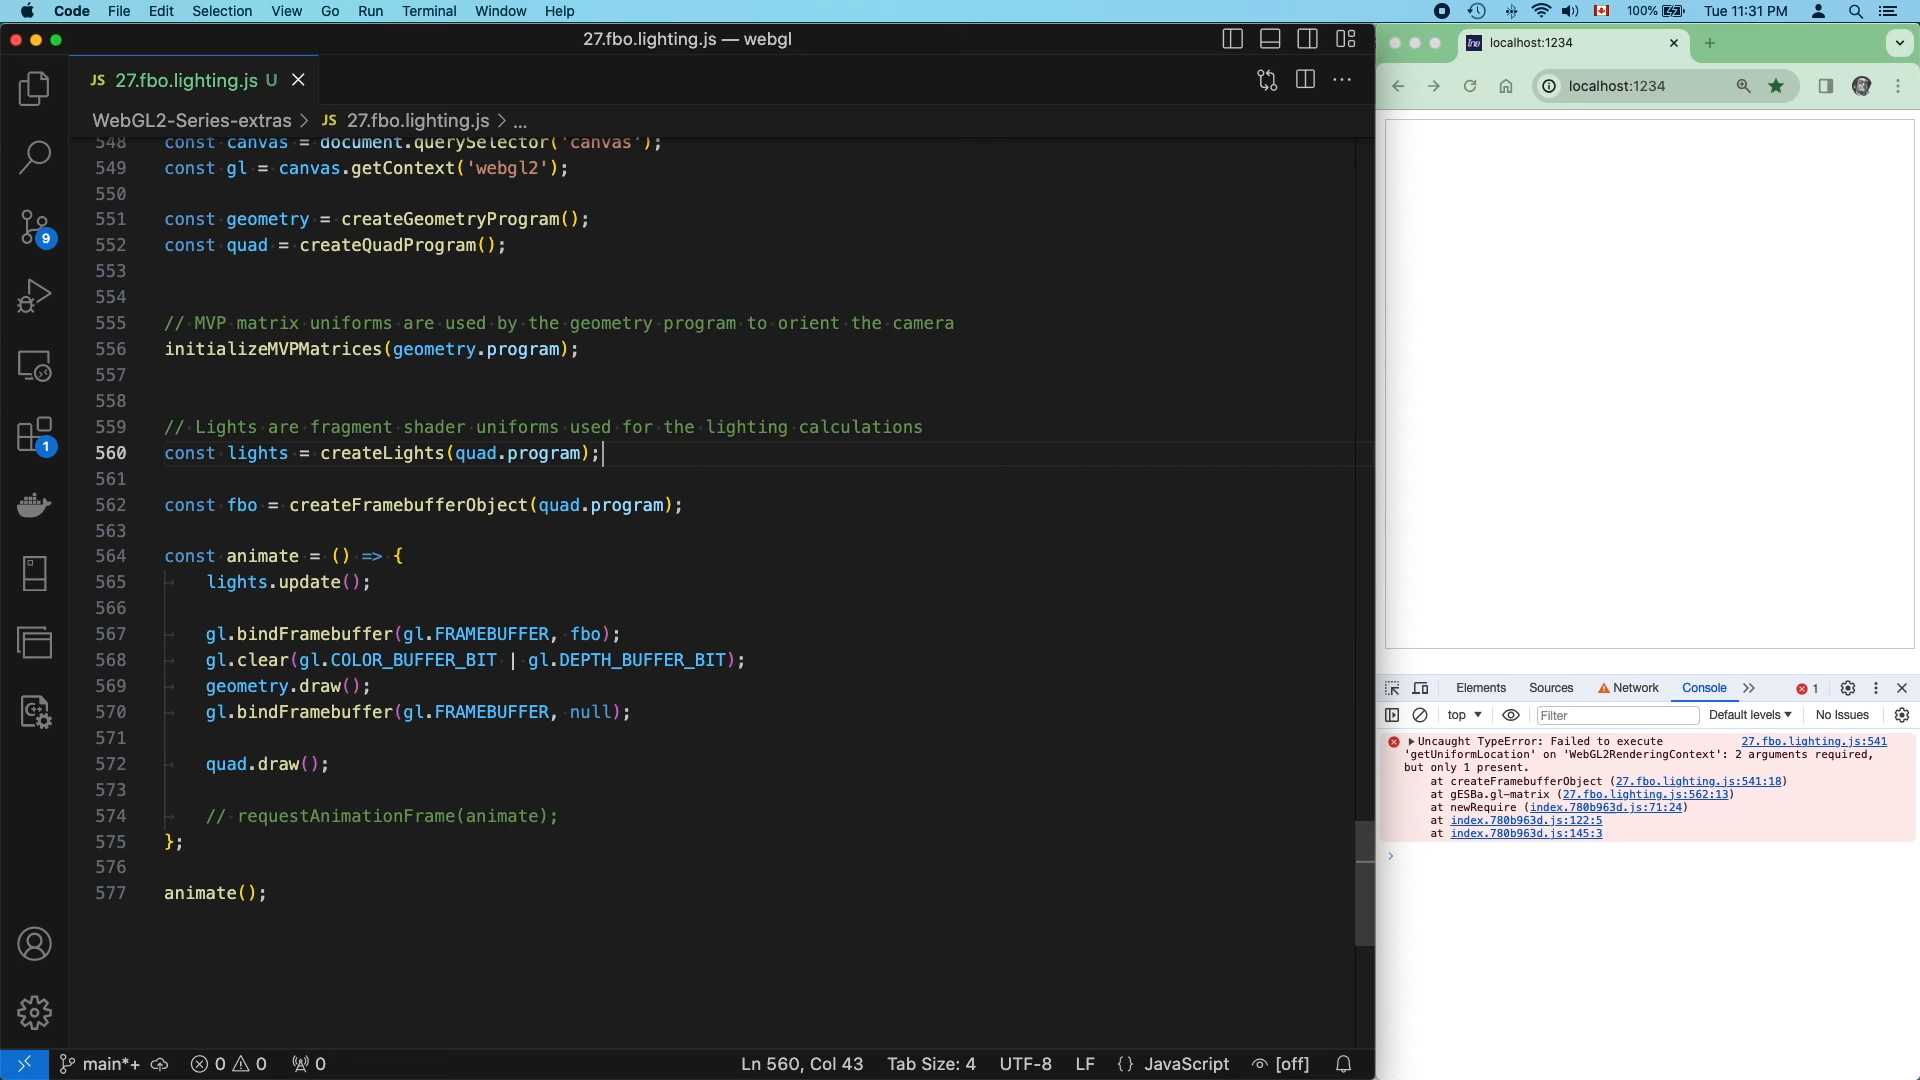 Code File Edit Selection View Go Run Terminal Window Help
100% Tue 11:31 PM
27.fbo.lighting.js — webgl
JS 27.fbo.lighting.js U
WebGL2-Series-extras > JS 27.fbo.lighting.js > ...
548 const canvas = document.querySelector('canvas');
549 const gl = canvas.getContext('webgl2');
550
551 const geometry = createGeometryProgram();
552 const quad = createQuadProgram();
553
554
555 // MVP matrix uniforms are used by the geometry program to orient the camera
556 initializeMVPMatrices(geometry.program);
557
558
559 // Lights are fragment shader uniforms used for the lighting calculations
560 const lights = createLights(quad.program);
561
562 const fbo = createFramebufferObject(quad.program);
563
564 const animate = () => {
565 lights.update();
566
567 gl.bindFramebuffer(gl.FRAMEBUFFER, fbo);
568 gl.clear(gl.COLOR_BUFFER_BIT | gl.DEPTH_BUFFER_BIT);
569 geometry.draw();
570 gl.bindFramebuffer(gl.FRAMEBUFFER, null);
571
572 quad.draw();
573
574 // requestAnimationFrame(animate);
575 };
576
577 animate();
9
1
main*+ 0 0 0
Ln 560, Col 43 Tab Size: 4 UTF-8 LF {} JavaScript [off]
localhost:1234
localhost:1234
Elements Sources Network Console 1
top Filter Default levels No Issues
Uncaught TypeError: Failed to execute 27.fbo.lighting.js:541
'getUniformLocation' on 'WebGL2RenderingContext': 2 arguments required,
but only 1 present.
at createFramebufferObject (27.fbo.lighting.js:541:18)
at gESBa.gl-matrix (27.fbo.lighting.js:562:13)
at newRequire (index.780b963d.js:71:24)
at index.780b963d.js:122:5
at index.780b963d.js:145:3